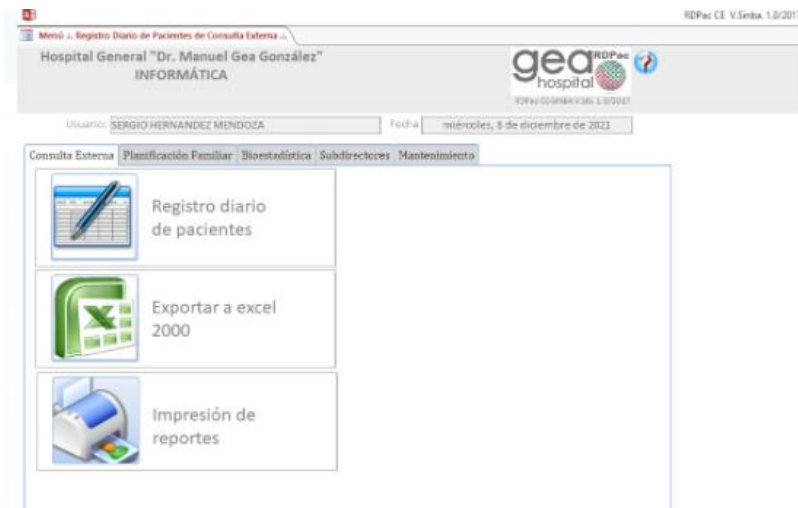 RDPac CE V.Sinba. 1.0/2017
Menú .:. Registro Diario de Pacientes de Consulta Externa .:.
Hospital General "Dr. Manuel Gea González"
INFORMÁTICA
gea
hospital
RDPac
Usuario: SERGIO HERNANDEZ MENDOZA
Fecha miércoles, 8 de diciembre de 2021
Consulta Externa Planificación Familiar Bioestadística Subdirectores Mantenimiento
Registro diario
de pacientes
Exportar a excel
2000
Impresión de
reportes